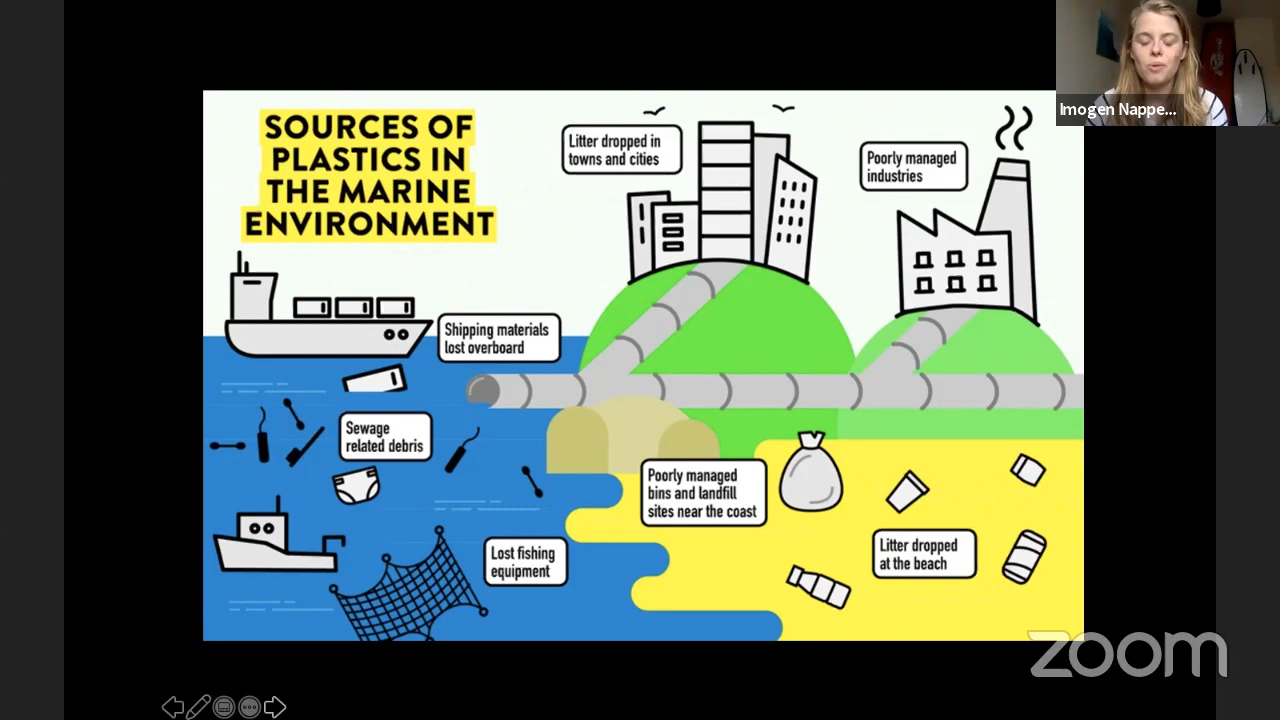 SOURCES OF
PLASTICS IN
THE MARINE
ENVIRONMENT
Litter dropped in
towns and cities
Poorly managed
industries
Imogen Nappe...
Shipping materials
lost overboard
Sewage
related debris
Poorly managed
bins and landfill
sites near the coast
Lost fishing
equipment
Litter dropped
at the beach
zoom